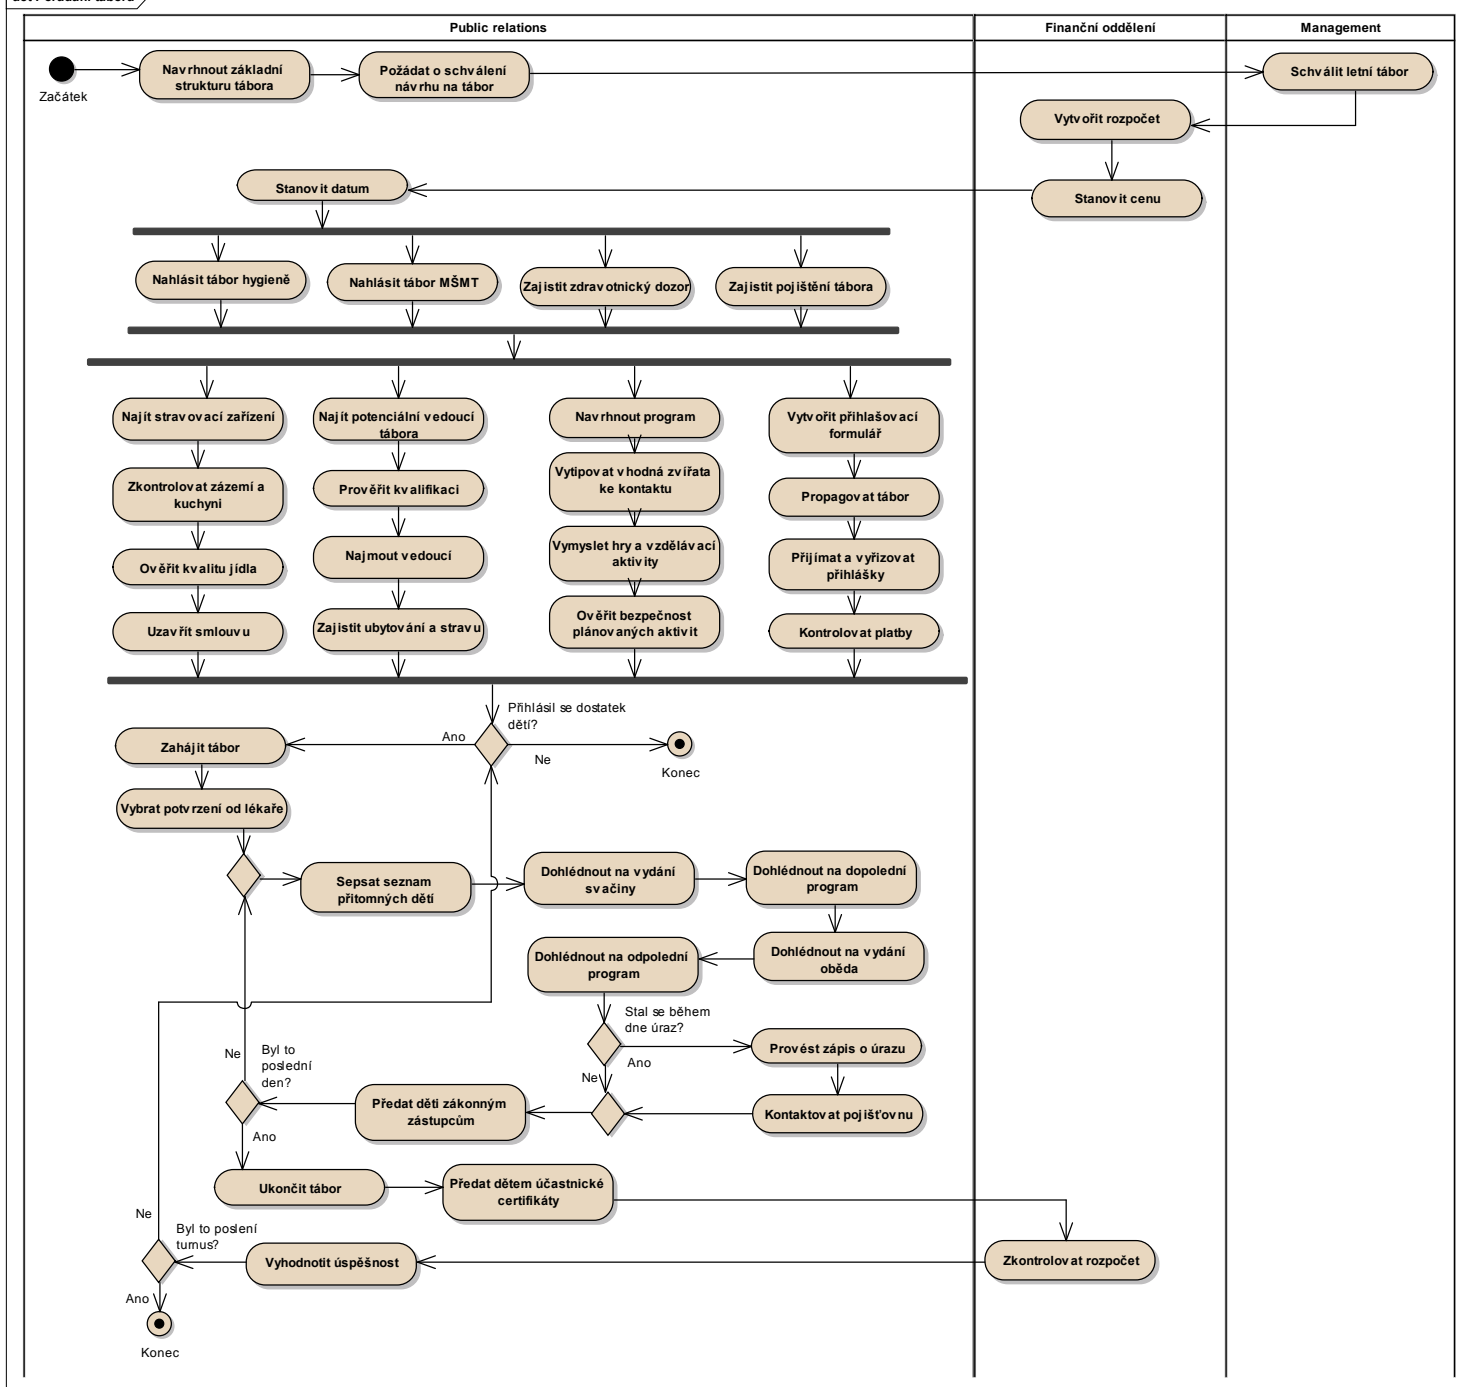 Public relations
Finanční oddělení
Management
Začátek
Navrhnout základní
strukturu tábora
Požádat o schválení
návrhu na tábor
Schválit letní tábor
Vytvořit rozpočet
Stanovit cenu
Stanovit datum
Nahlásit tábor hygieně
Nahlásit tábor MŠMT
Zajistit zdravotnický dozor
Zajistit pojištění tábora
Najít stravovací zařízení
Najít potenciální vedoucí
tábora
Navrhnout program
Vytvořit přihlašovací
formulář
Zkontrolovat zázemí a
kuchyni
Prověřit kvalifikaci
Vytipovat vhodná zvířata
ke kontaktu
Propagovat tábor
Ověřit kvalitu jídla
Najmout vedoucí
Vymyslet hry a vzdělávací
aktivity
Přijímat a vyřizovat
přihlášky
Uzavřít smlouvu
Zajistit ubytování a stravu
Ověřit bezpečnost
plánovaných aktivit
Kontrolovat platby
Přihlásil se dostatek
dětí?
Ano
Ne
Konec
Zahájit tábor
Vybrat potvrzení od lékaře
Sepsat seznam
přitomných dětí
Dohlédnout na vydání
svačiny
Dohlédnout na dopolední
program
Dohlédnout na vydání
oběda
Dohlédnout na odpolední
program
Stal se během
dne úraz?
Ano
Ne
Provést zápis o úrazu
Kontaktovat pojišťovnu
Předat děti zákonným
zástupcům
Byl to
poslední
den?
Ne
Ano
Ukončit tábor
Předat dětem účastnické
certifikáty
Zkontrolovat rozpočet
Vyhodnotit úspěšnost
Byl to poslení
turnus?
Ne
Ano
Konec